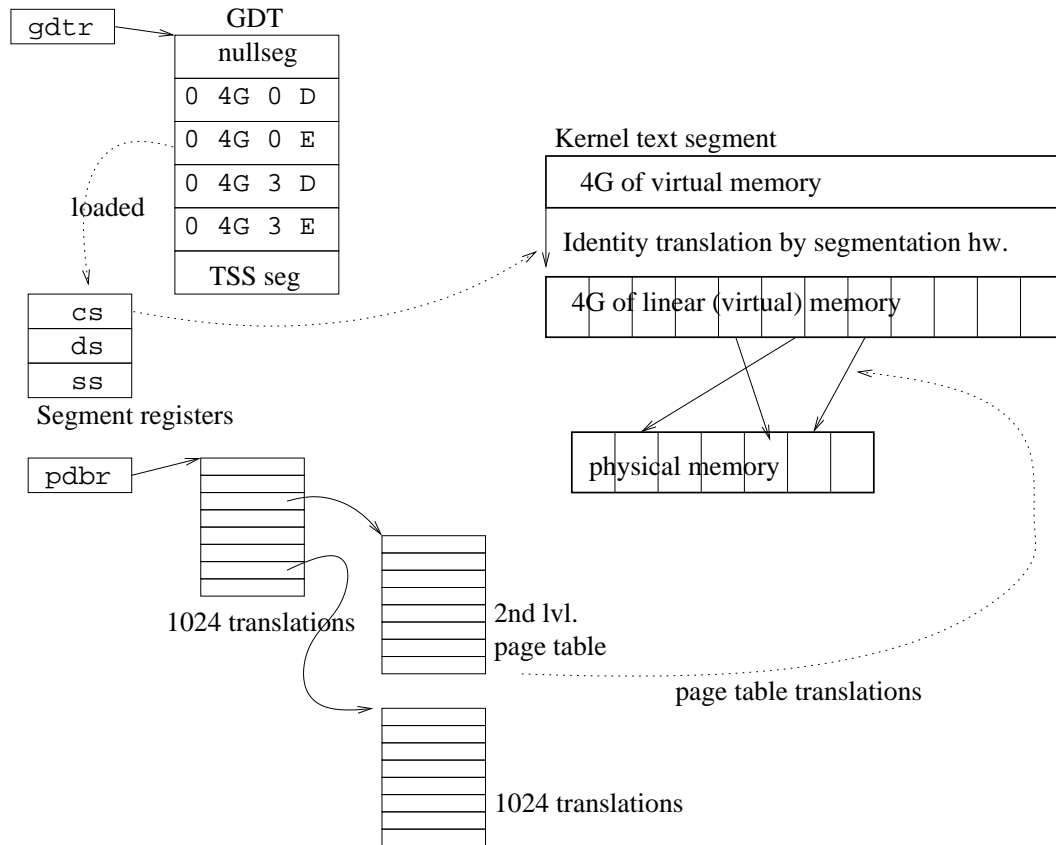 GDT
gdtr
nullseg
0 4G 0 D
0 4G 0 E
0 4G 3 D
0 4G 3 E
TSS seg
loaded
cs
ds
ss
Segment registers
Kernel text segment
4G of virtual memory
Identity translation by segmentation hw.
4G of linear (virtual) memory
physical memory
pdbr
1024 translations
2nd lvl.
page table
page table translations
1024 translations